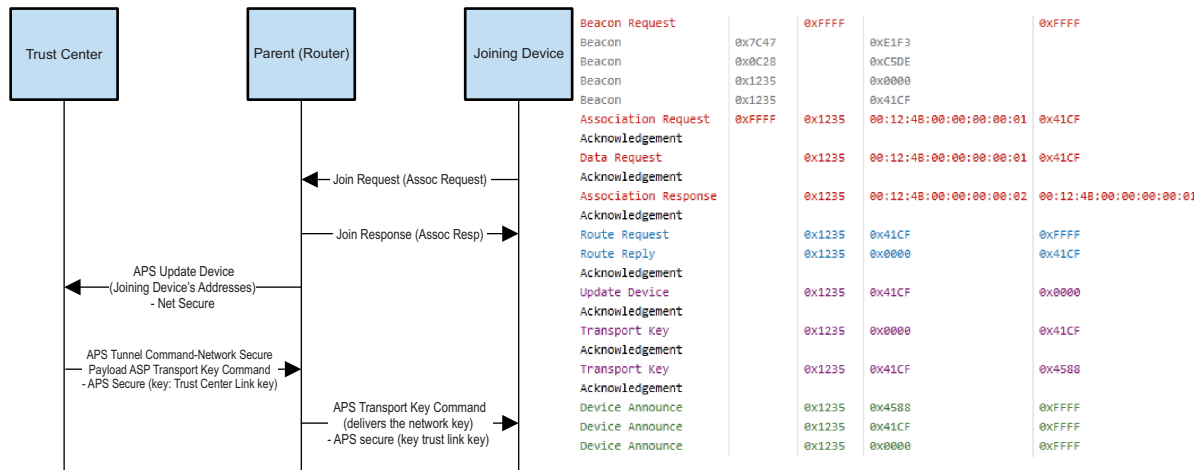 Trust Center
Parent (Router)
Joining Device
Join Request (Assoc Request)
Join Response (Assoc Resp)
APS Update Device
(Joining Device's Addresses)
- Net Secure
APS Tunnel Command-Network Secure
Payload ASP Transport Key Command
- APS Secure (key: Trust Center Link key)
APS Transport Key Command
(delivers the network key)
- APS secure (key trust link key)
Beacon Request 0xFFFF 0xFFFF
Beacon 0x7C47 0xE1F3
Beacon 0x0C28 0xC5DE
Beacon 0x1235 0x0000
Beacon 0x1235 0x41CF
Association Request 0xFFFF 0x1235 00:12:4B:00:00:00:00:01 0x41CF
Acknowledgement
Data Request 0x1235 00:12:4B:00:00:00:00:01 0x41CF
Acknowledgement
Association Response 0x1235 00:12:4B:00:00:00:00:02 00:12:4B:00:00:00:00:01
Acknowledgement
Route Request 0x1235 0x41CF 0xFFFF
Route Reply 0x1235 0x0000 0x41CF
Acknowledgement
Update Device 0x1235 0x41CF 0x0000
Acknowledgement
Transport Key 0x1235 0x0000 0x41CF
Acknowledgement
Transport Key 0x1235 0x41CF 0x4588
Acknowledgement
Device Announce 0x1235 0x4588 0xFFFF
Device Announce 0x1235 0x41CF 0xFFFF
Device Announce 0x1235 0x0000 0xFFFF